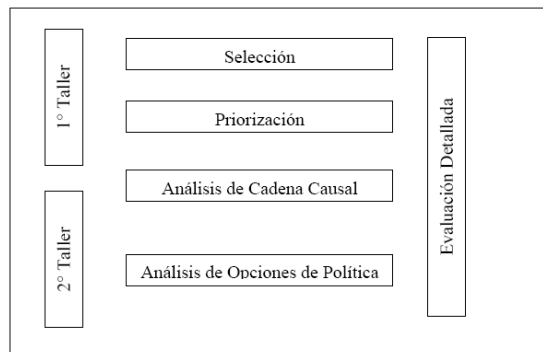 1° Taller
2° Taller
Selección
Priorización
Análisis de Cadena Causal
Análisis de Opciones de Política
Evaluación Detallada